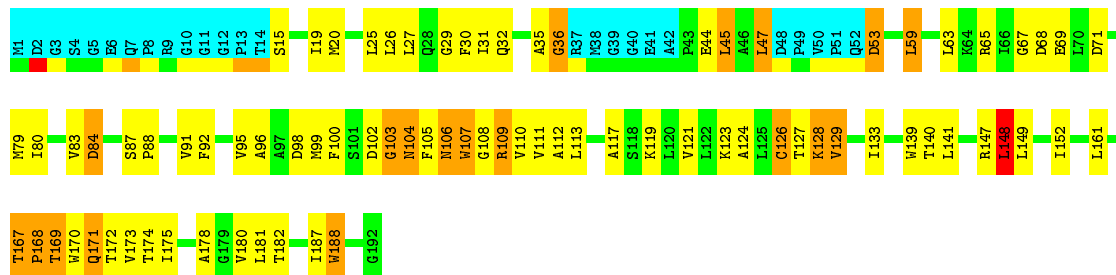 M1 D2 G3 S4 G5 E6 Q7 P8 R9 G10 G11 G12 P13 T14 S15 I19 M20 L25 L26 L27 Q28 G29 F30 I31 Q32 A35 G36 R37 M38 G39 G40 E41 A42 P43 E44 L45 A46 L47 D48 P49 V50 P51 Q52 D53 L59 L63 K64 R65 I66 G67 D68 E69 L70 D71
M79 I80 V83 D84 S87 P88 V91 F92 V95 A96 A97 D98 M99 F100 S101 D102 G103 N104 F105 N106 W107 G108 R109 V110 V111 A112 L113 A117 S118 K119 L120 V121 L122 K123 A124 L125 C126 T127 K128 V129 I133 W139 T140 L141 R147 L148 L149 I152 L161
T167 P168 T169 W170 Q171 T172 V173 T174 I175 A178 G179 V180 L181 T182 I187 W188 G192